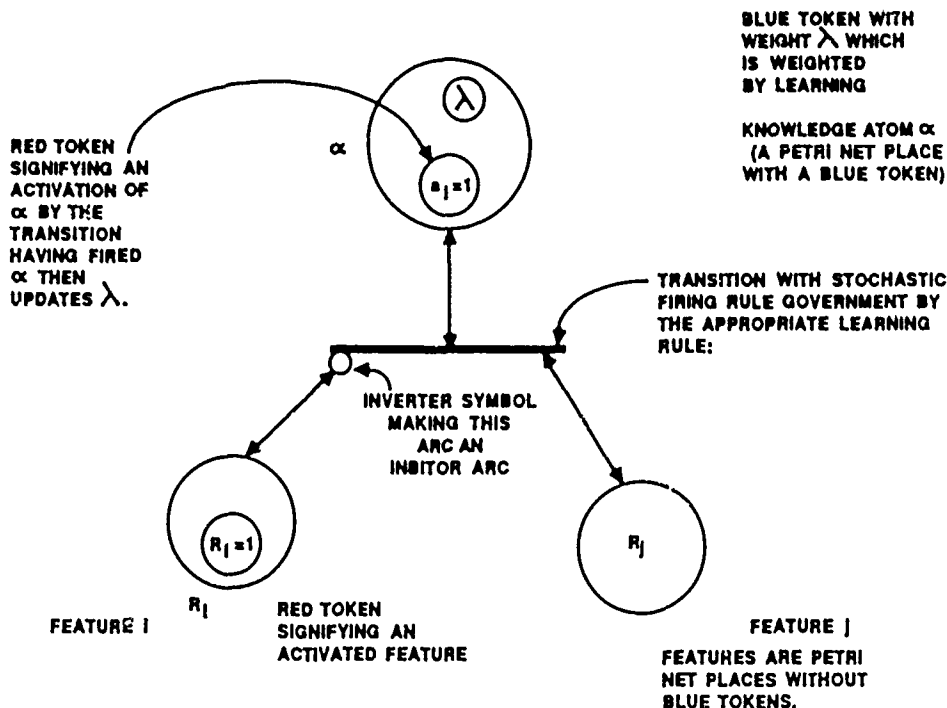 BLUE TOKEN WITH
WEIGHT λ WHICH
IS WEIGHTED
BY LEARNING
KNOWLEDGE ATOM α
(A PETRI NET PLACE
WITH A BLUE TOKEN)
RED TOKEN
SIGNIFYING AN
ACTIVATION OF
α BY THE
TRANSITION
HAVING FIRED
α THEN
UPDATES λ.
λ
α
a_i=1
TRANSITION WITH STOCHASTIC
FIRING RULE GOVERNMENT BY
THE APPROPRIATE LEARNING
RULE:
INVERTER SYMBOL
MAKING THIS
ARC AN
INBITOR ARC
R_i=1
R_i
R_j
FEATURE i
RED TOKEN
SIGNIFYING AN
ACTIVATED FEATURE
FEATURE j
FEATURES ARE PETRI
NET PLACES WITHOUT
BLUE TOKENS.